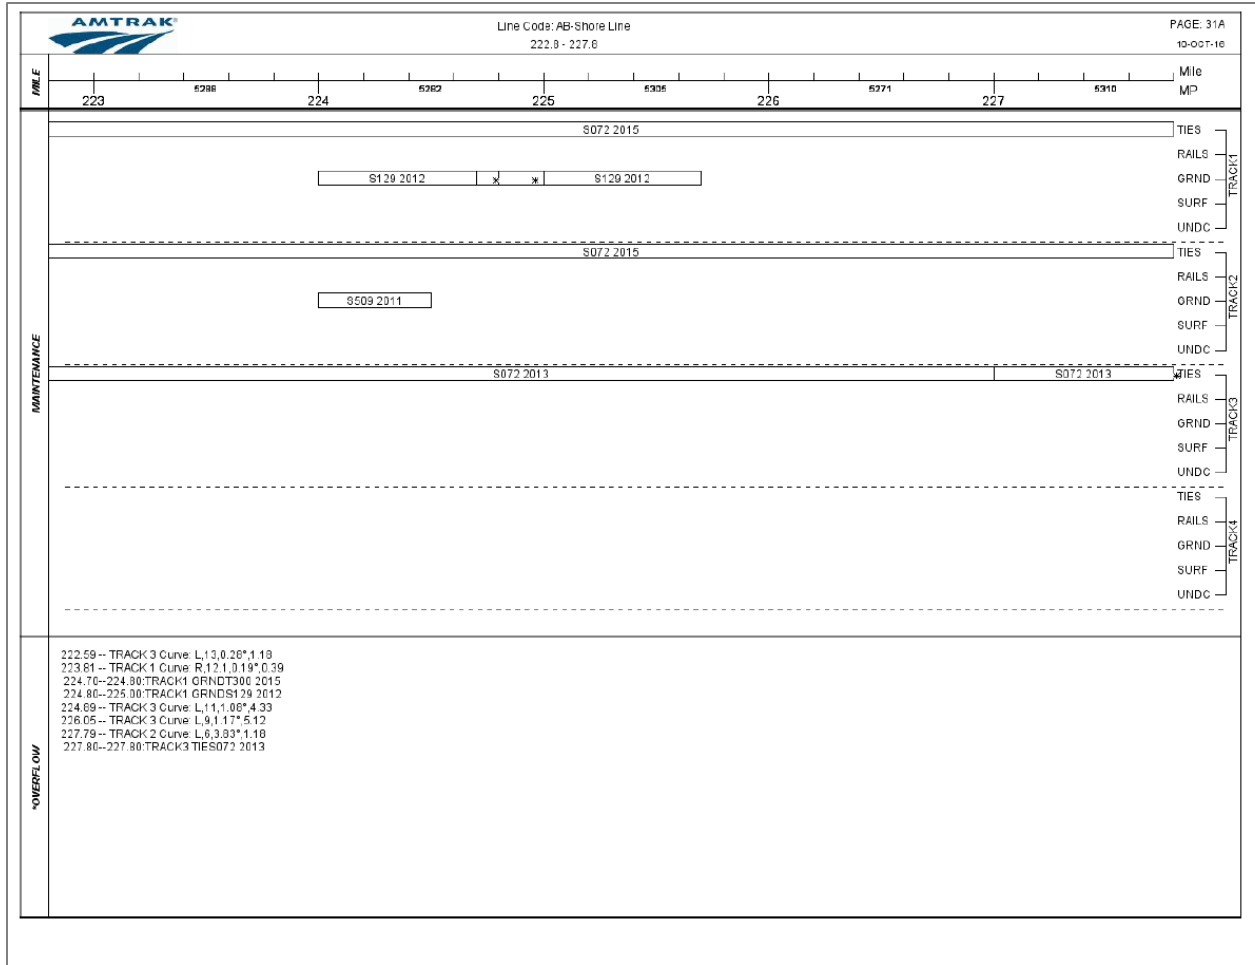 AMTRAK
Line Code: AB-Shore Line
222.8 - 227.8
PAGE: 31A
10-OCT-16
MILE
5288 5282 5305 5271 5310
223 224 225 226 227
Mile
MP
MAINTENANCE
S072 2015
S129 2012 * * S129 2012
TIES
RAILS
GRND
SURF
UNDC
TRACK1
S072 2015
S509 2011
TIES
RAILS
GRND
SURF
UNDC
TRACK2
S072 2013 S072 2013 *
TIES
RAILS
GRND
SURF
UNDC
TRACK3
TIES
RAILS
GRND
SURF
UNDC
TRACK4
*OVERFLOW
222.59 -- TRACK 3 Curve: L,13,0.28°,1.18
223.81 -- TRACK 1 Curve: R,12.1,0.19°,0.39
224.70--224.80:TRACK1 GRNDT300 2015
224.80--225.00:TRACK1 GRNDS129 2012
224.89 -- TRACK 3 Curve: L,11,1.08°,4.33
226.05 -- TRACK 3 Curve: L,9,1.17°,5.12
227.79 -- TRACK 2 Curve: L,6,3.83°,1.18
227.80--227.80:TRACK3 TIES072 2013